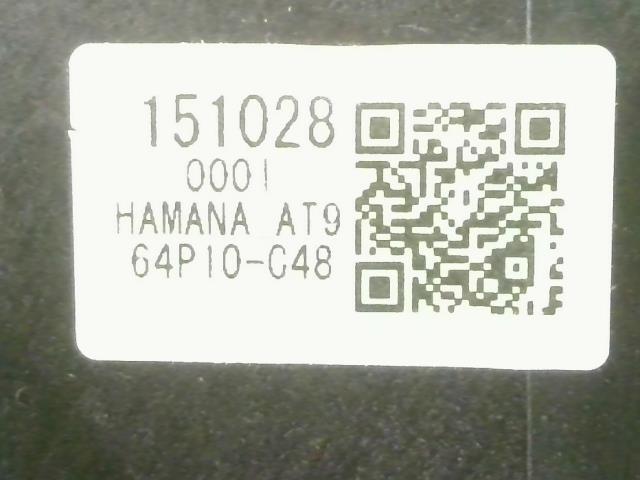 151028
0001
HAMANA AT9
64P10-C48